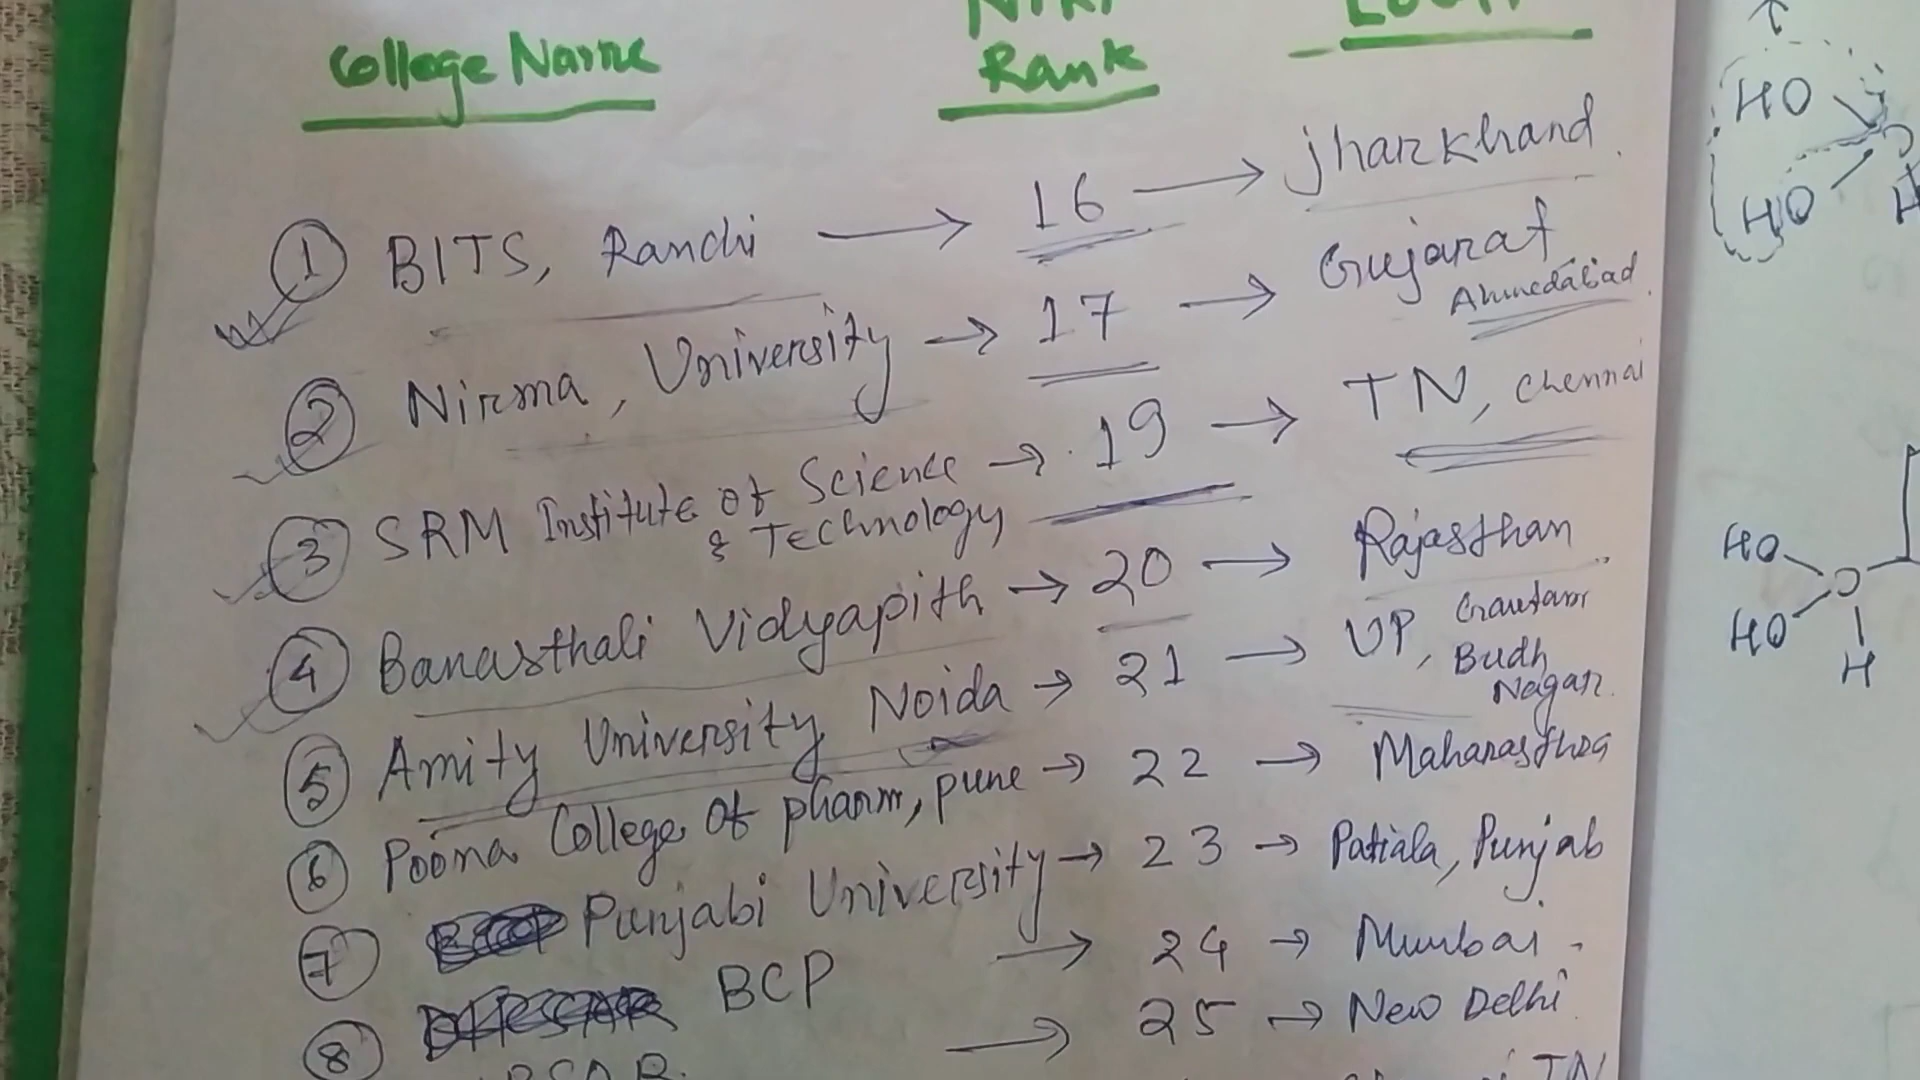 College Name
Rank
① BITS, Ranchi → 16 → jharkhand.
② Nirma, University → 17 → Gujarat
Ahmedabad.
③ SRM Institute of Science → 19 → TN, Chennai
& Technology
④ Banasthali Vidyapith → 20 → Rajasthan.
⑤ Amity University Noida → 21 → UP, Gautam
Budh
Nagar.
⑥ Poona College of pharm, pune → 22 → Maharasthra
⑦ Punjabi University → 23 → Patiala, Punjab
⑧ BCP → 24 → Mumbai.
→ 25 → New Delhi.
TN
HO
HO
H
HO
HO
H